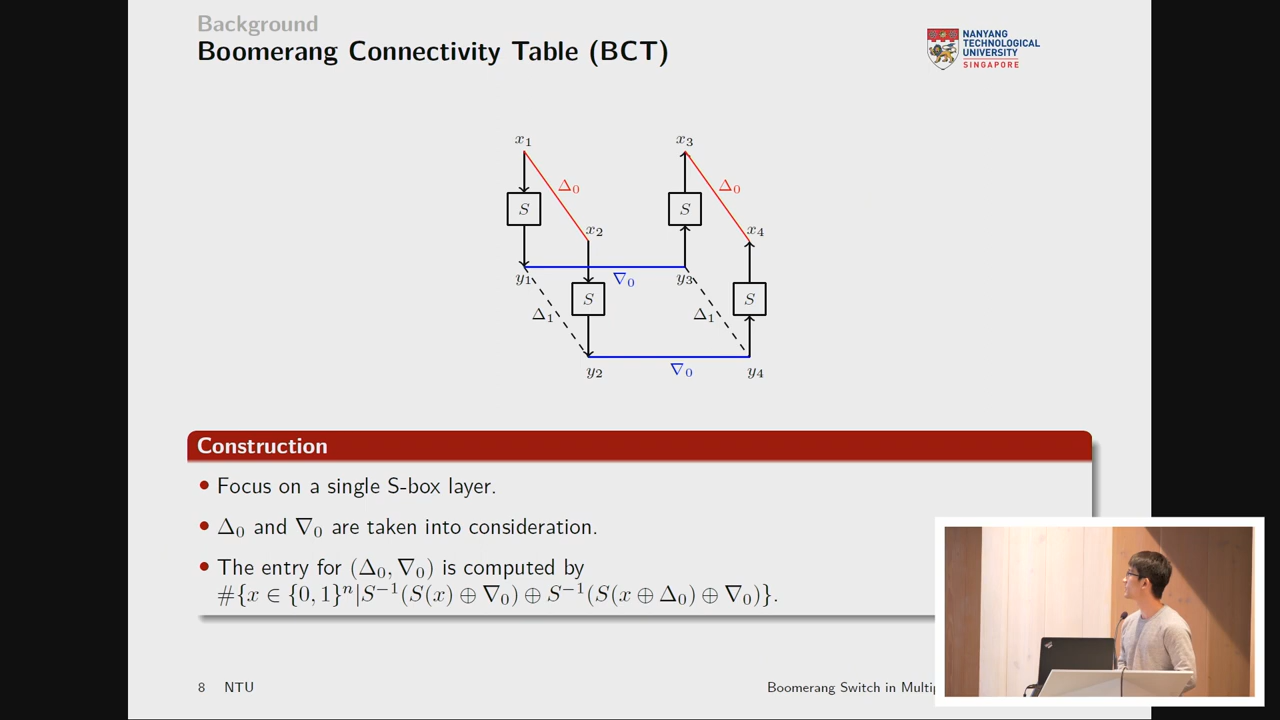 Background
Boomerang Connectivity Table (BCT)
NANYANG
TECHNOLOGICAL
UNIVERSITY
SINGAPORE
x₁
x₃
Δ₀
Δ₀
S
S
x₂
x₄
y₁
∇₀
y₃
S
S
Δ₁
Δ₁
∇₀
y₂
y₄
Construction
• Focus on a single S-box layer.
• Δ₀ and ∇₀ are taken into consideration.
• The entry for (Δ₀, ∇₀) is computed by
#{x ∈ {0, 1}ⁿ|S⁻¹(S(x) ⊕ ∇₀) ⊕ S⁻¹(S(x ⊕ Δ₀) ⊕ ∇₀)}.
8 NTU
Boomerang Switch in